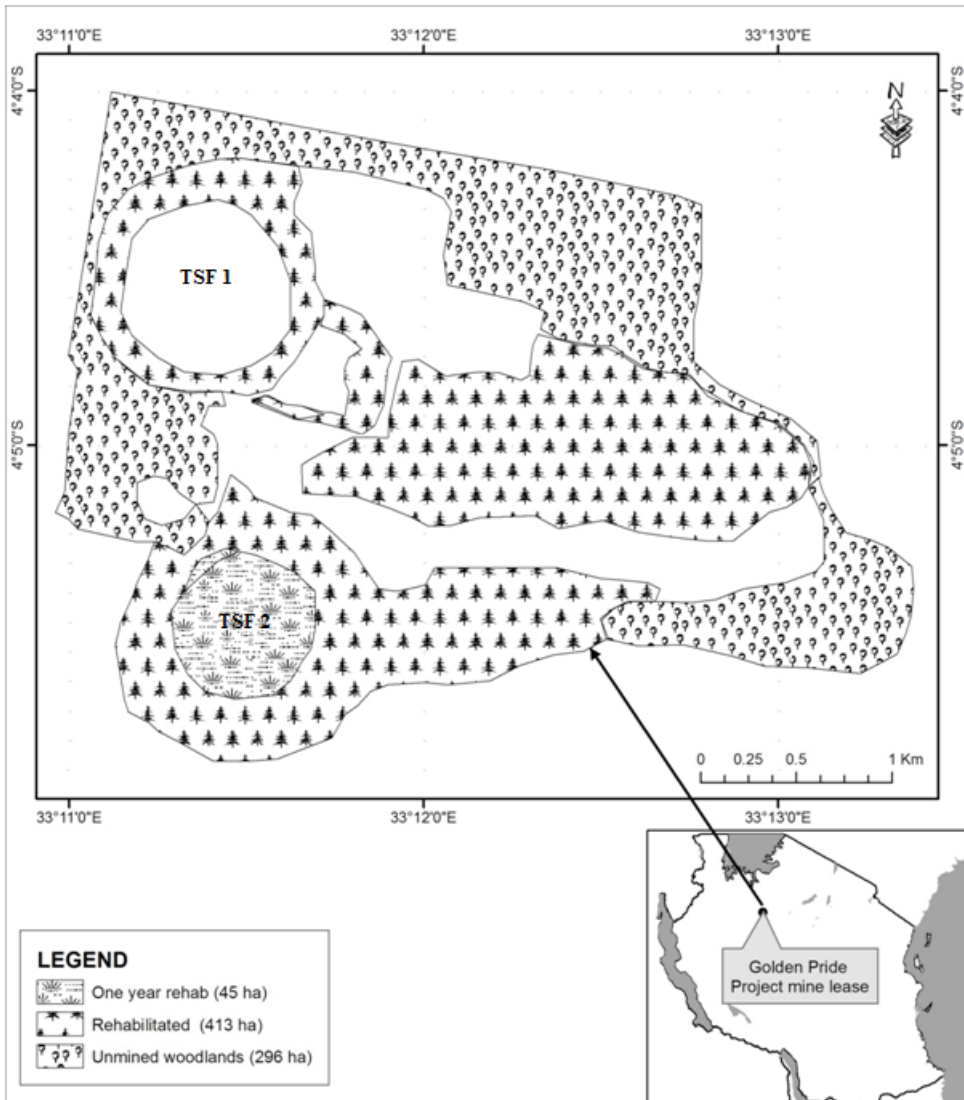 33°11'0"E 33°12'0"E 33°13'0"E
4°4'0"S 4°4'0"S
N
TSF 1
4°5'0"S 4°5'0"S
TSF 2
0 0.25 0.5 1 Km
33°11'0"E 33°12'0"E 33°13'0"E
LEGEND
One year rehab (45 ha)
Rehabilitated (413 ha)
Unmined woodlands (296 ha)
Golden Pride
Project mine lease